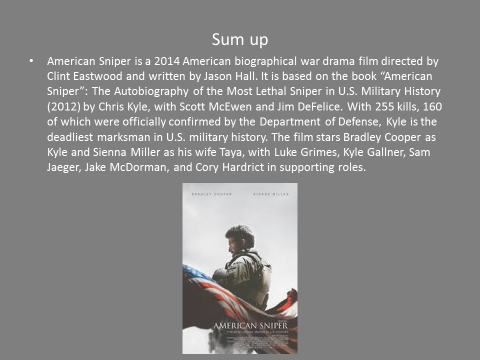 Sum up
• American Sniper is a 2014 American biographical war drama film directed by
Clint Eastwood and written by Jason Hall. It is based on the book “American
Sniper”: The Autobiography of the Most Lethal Sniper in U.S. Military History
(2012) by Chris Kyle, with Scott McEwen and Jim DeFelice. With 255 kills, 160
of which were officially confirmed by the Department of Defense, Kyle is the
deadliest marksman in U.S. military history. The film stars Bradley Cooper as
Kyle and Sienna Miller as his wife Taya, with Luke Grimes, Kyle Gallner, Sam
Jaeger, Jake McDorman, and Cory Hardrict in supporting roles.
BRADLEY COOPER SIENNA MILLER
AMERICAN SNIPER